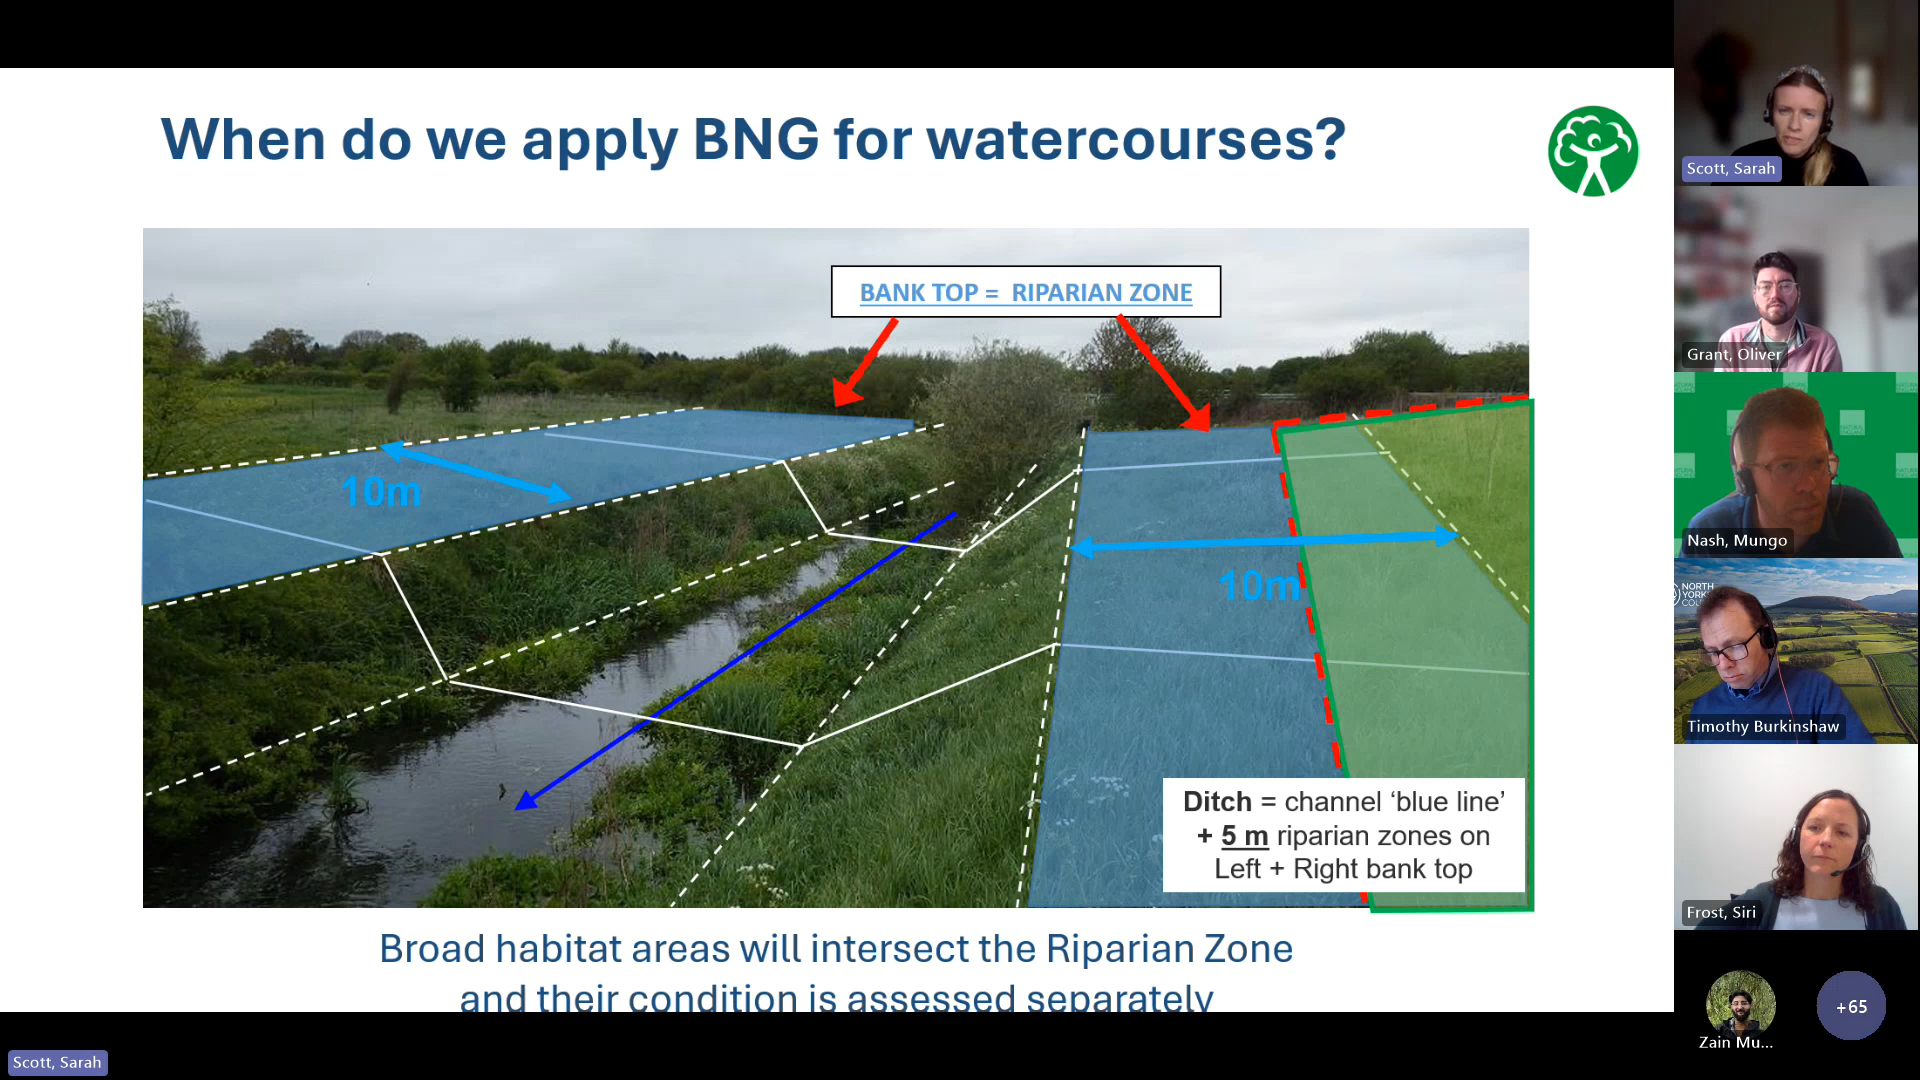 When do we apply BNG for watercourses?
BANK TOP = RIPARIAN ZONE
10m
10m
Ditch = channel ‘blue line’
+ 5 m riparian zones on
Left + Right bank top
Broad habitat areas will intersect the Riparian Zone
and their condition is assessed separately
Scott, Sarah
Scott, Sarah
Grant, Oliver
Nash, Mungo
NORTH
Timothy Burkinshaw
Frost, Siri
Zain Mu...
+65